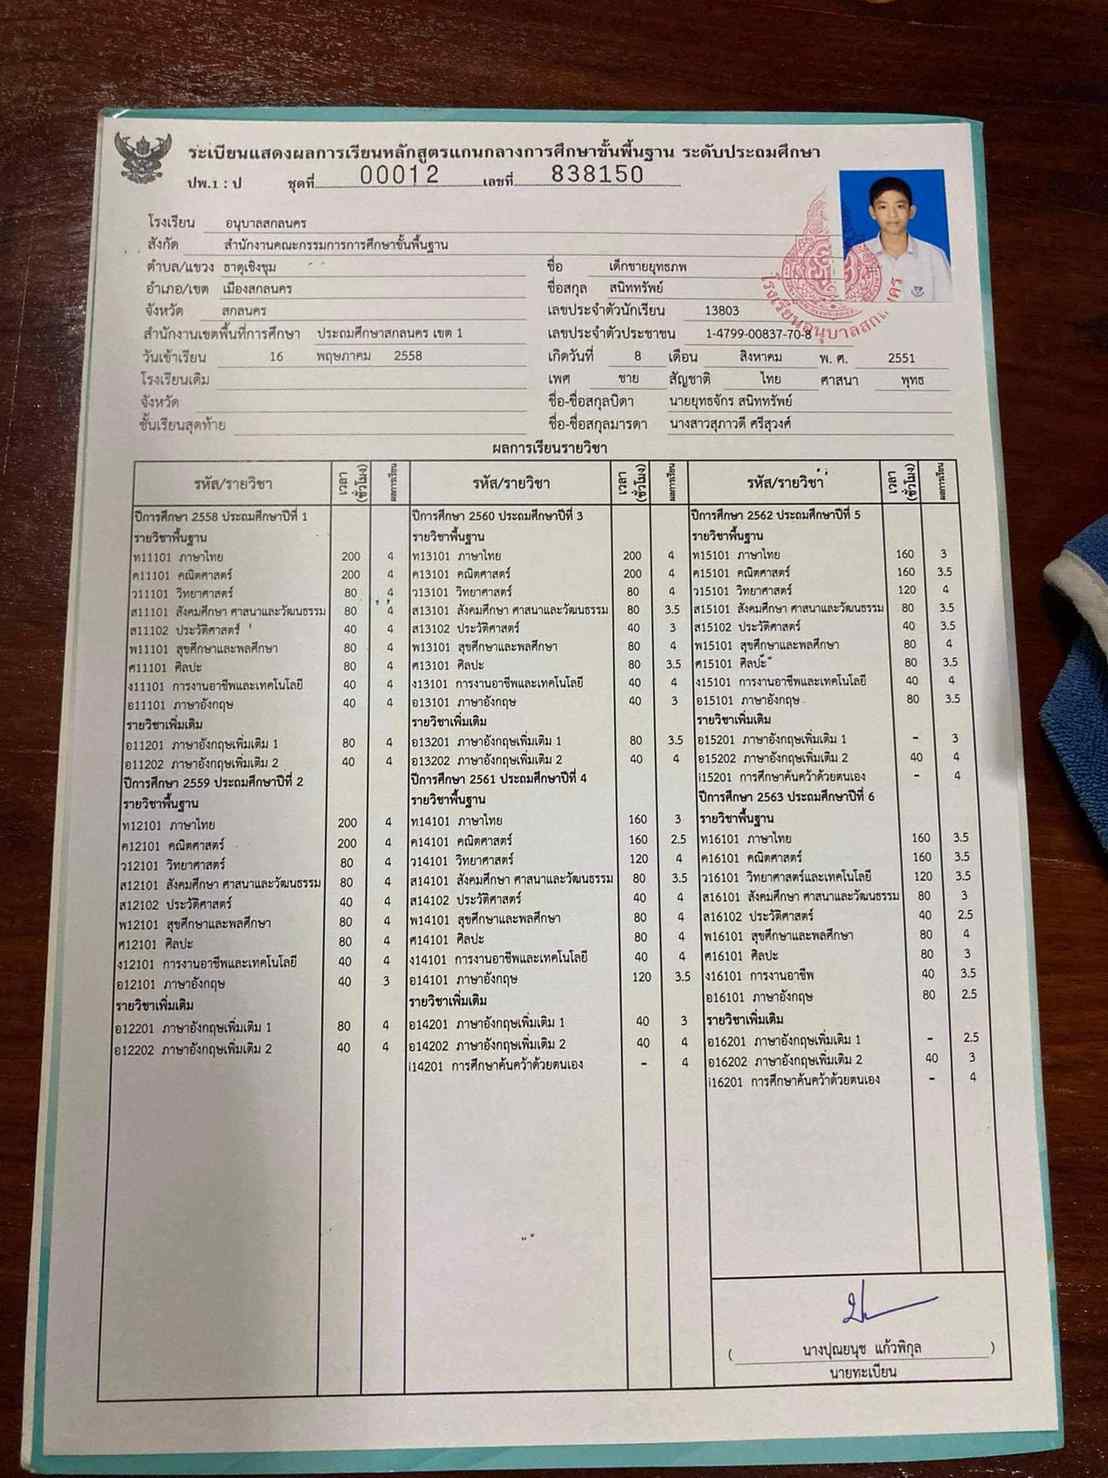 ระเบียนแสดงผลการเรียนหลักสูตรแกนกลางการศึกษาขั้นพื้นฐาน ระดับประถมศึกษา
ปพ.1 : ป ชุดที่ 00012 เลขที่ 838150
โรงเรียน อนุบาลสกลนคร
สังกัด สำนักงานคณะกรรมการการศึกษาขั้นพื้นฐาน
ตำบล/แขวง ธาตุเชิงชุม
อำเภอ/เขต เมืองสกลนคร
จังหวัด สกลนคร
สำนักงานเขตพื้นที่การศึกษา ประถมศึกษาสกลนคร เขต 1
วันเข้าเรียน 16 พฤษภาคม 2558
โรงเรียนเดิม
จังหวัด
ชั้นเรียนสุดท้าย
ชื่อ เด็กชายยุทธภพ
ชื่อสกุล สนิททรัพย์
เลขประจำตัวนักเรียน 13803
เลขประจำตัวประชาชน 1-4799-00837-70-8
เกิดวันที่ 8 เดือน สิงหาคม พ. ศ. 2551
เพศ ชาย สัญชาติ ไทย ศาสนา พุทธ
ชื่อ-ชื่อสกุลบิดา นายยุทธจักร สนิททรัพย์
ชื่อ-ชื่อสกุลมารดา นางสาวสุภาวดี ศรีสุวงศ์
โรงเรียนอนุบาลสกลนคร
ผลการเรียนรายวิชา
รหัส/รายวิชา เวลา (ชั่วโมง) ผลการเรียน
ปีการศึกษา 2558 ประถมศึกษาปีที่ 1
รายวิชาพื้นฐาน
ท11101 ภาษาไทย 200 4
ค11101 คณิตศาสตร์ 200 4
ว11101 วิทยาศาสตร์ 80 4
ส11101 สังคมศึกษา ศาสนาและวัฒนธรรม 80 4
ส11102 ประวัติศาสตร์ 40 4
พ11101 สุขศึกษาและพลศึกษา 80 4
ศ11101 ศิลปะ 80 4
ง11101 การงานอาชีพและเทคโนโลยี 40 4
อ11101 ภาษาอังกฤษ 40 4
รายวิชาเพิ่มเติม
อ11201 ภาษาอังกฤษเพิ่มเติม 1 80 4
อ11202 ภาษาอังกฤษเพิ่มเติม 2 40 4
ปีการศึกษา 2559 ประถมศึกษาปีที่ 2
รายวิชาพื้นฐาน
ท12101 ภาษาไทย 200 4
ค12101 คณิตศาสตร์ 200 4
ว12101 วิทยาศาสตร์ 80 4
ส12101 สังคมศึกษา ศาสนาและวัฒนธรรม 80 4
ส12102 ประวัติศาสตร์ 40 4
พ12101 สุขศึกษาและพลศึกษา 80 4
ศ12101 ศิลปะ 80 4
ง12101 การงานอาชีพและเทคโนโลยี 40 4
อ12101 ภาษาอังกฤษ 40 3
รายวิชาเพิ่มเติม
อ12201 ภาษาอังกฤษเพิ่มเติม 1 80 4
อ12202 ภาษาอังกฤษเพิ่มเติม 2 40 4
รหัส/รายวิชา เวลา (ชั่วโมง) ผลการเรียน
ปีการศึกษา 2560 ประถมศึกษาปีที่ 3
รายวิชาพื้นฐาน
ท13101 ภาษาไทย 200 4
ค13101 คณิตศาสตร์ 200 4
ว13101 วิทยาศาสตร์ 80 4
ส13101 สังคมศึกษา ศาสนาและวัฒนธรรม 80 3.5
ส13102 ประวัติศาสตร์ 40 3
พ13101 สุขศึกษาและพลศึกษา 80 4
ศ13101 ศิลปะ 80 3.5
ง13101 การงานอาชีพและเทคโนโลยี 40 4
อ13101 ภาษาอังกฤษ 40 3
รายวิชาเพิ่มเติม
อ13201 ภาษาอังกฤษเพิ่มเติม 1 80 3.5
อ13202 ภาษาอังกฤษเพิ่มเติม 2 40 4
ปีการศึกษา 2561 ประถมศึกษาปีที่ 4
รายวิชาพื้นฐาน
ท14101 ภาษาไทย 160 3
ค14101 คณิตศาสตร์ 160 2.5
ว14101 วิทยาศาสตร์ 120 4
ส14101 สังคมศึกษา ศาสนาและวัฒนธรรม 80 3.5
ส14102 ประวัติศาสตร์ 40 4
พ14101 สุขศึกษาและพลศึกษา 80 4
ศ14101 ศิลปะ 80 4
ง14101 การงานอาชีพและเทคโนโลยี 40 4
อ14101 ภาษาอังกฤษ 120 3.5
รายวิชาเพิ่มเติม
อ14201 ภาษาอังกฤษเพิ่มเติม 1 40 3
อ14202 ภาษาอังกฤษเพิ่มเติม 2 40 4
i14201 การศึกษาค้นคว้าด้วยตนเอง - 4
รหัส/รายวิชา เวลา (ชั่วโมง) ผลการเรียน
ปีการศึกษา 2562 ประถมศึกษาปีที่ 5
รายวิชาพื้นฐาน
ท15101 ภาษาไทย 160 3
ค15101 คณิตศาสตร์ 160 3.5
ว15101 วิทยาศาสตร์ 120 4
ส15101 สังคมศึกษา ศาสนาและวัฒนธรรม 80 3.5
ส15102 ประวัติศาสตร์ 40 3.5
พ15101 สุขศึกษาและพลศึกษา 80 4
ศ15101 ศิลปะ 80 3.5
ง15101 การงานอาชีพและเทคโนโลยี 40 4
อ15101 ภาษาอังกฤษ 80 3.5
รายวิชาเพิ่มเติม
อ15201 ภาษาอังกฤษเพิ่มเติม 1 - 3
อ15202 ภาษาอังกฤษเพิ่มเติม 2 40 4
i15201 การศึกษาค้นคว้าด้วยตนเอง - 4
ปีการศึกษา 2563 ประถมศึกษาปีที่ 6
รายวิชาพื้นฐาน
ท16101 ภาษาไทย 160 3.5
ค16101 คณิตศาสตร์ 160 3.5
ว16101 วิทยาศาสตร์และเทคโนโลยี 120 3.5
ส16101 สังคมศึกษา ศาสนาและวัฒนธรรม 80 3
ส16102 ประวัติศาสตร์ 40 2.5
พ16101 สุขศึกษาและพลศึกษา 80 4
ศ16101 ศิลปะ 80 3
ง16101 การงานอาชีพ 40 3.5
อ16101 ภาษาอังกฤษ 80 2.5
รายวิชาเพิ่มเติม
อ16201 ภาษาอังกฤษเพิ่มเติม 1 - 2.5
อ16202 ภาษาอังกฤษเพิ่มเติม 2 40 3
i16201 การศึกษาค้นคว้าด้วยตนเอง - 4
( นางปุณยนุช แก้วพิกุล )
นายทะเบียน